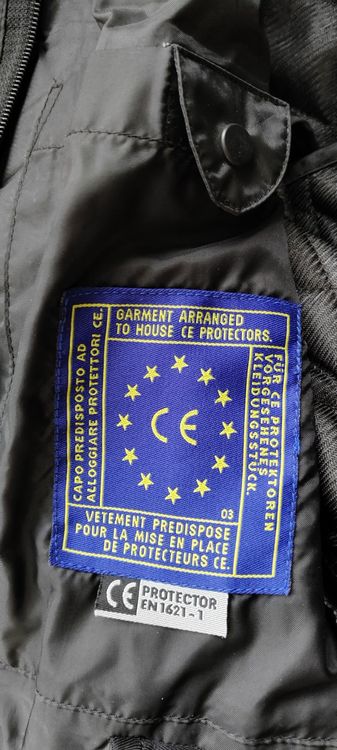 GARMENT ARRANGED
TO HOUSE CE PROTECTORS.
CAPO PREDISPOSTO AD
ALLOGGIARE PROTETTORI CE.
FÜR CE PROTEKTOREN
VORGESEHENES
KLEIDUNGSSTÜCK.
CE
03
VETEMENT PREDISPOSE
POUR LA MISE EN PLACE
DE PROTECTEURS CE.
CE PROTECTOR
EN 1621-1